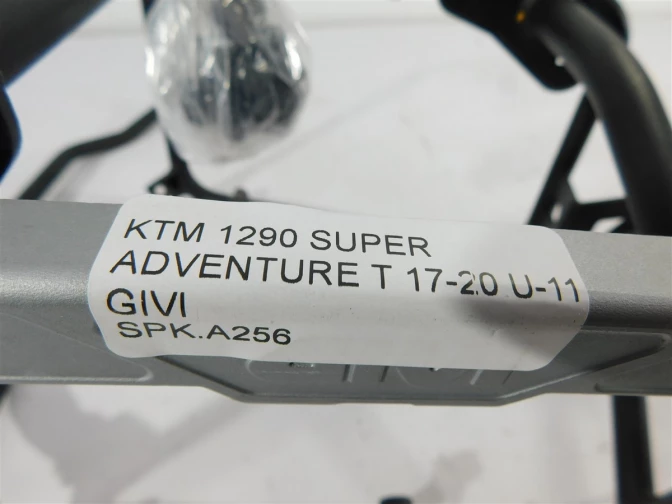 KTM 1290 SUPER
ADVENTURE T 17-20 U-11
GIVI
SPK.A256